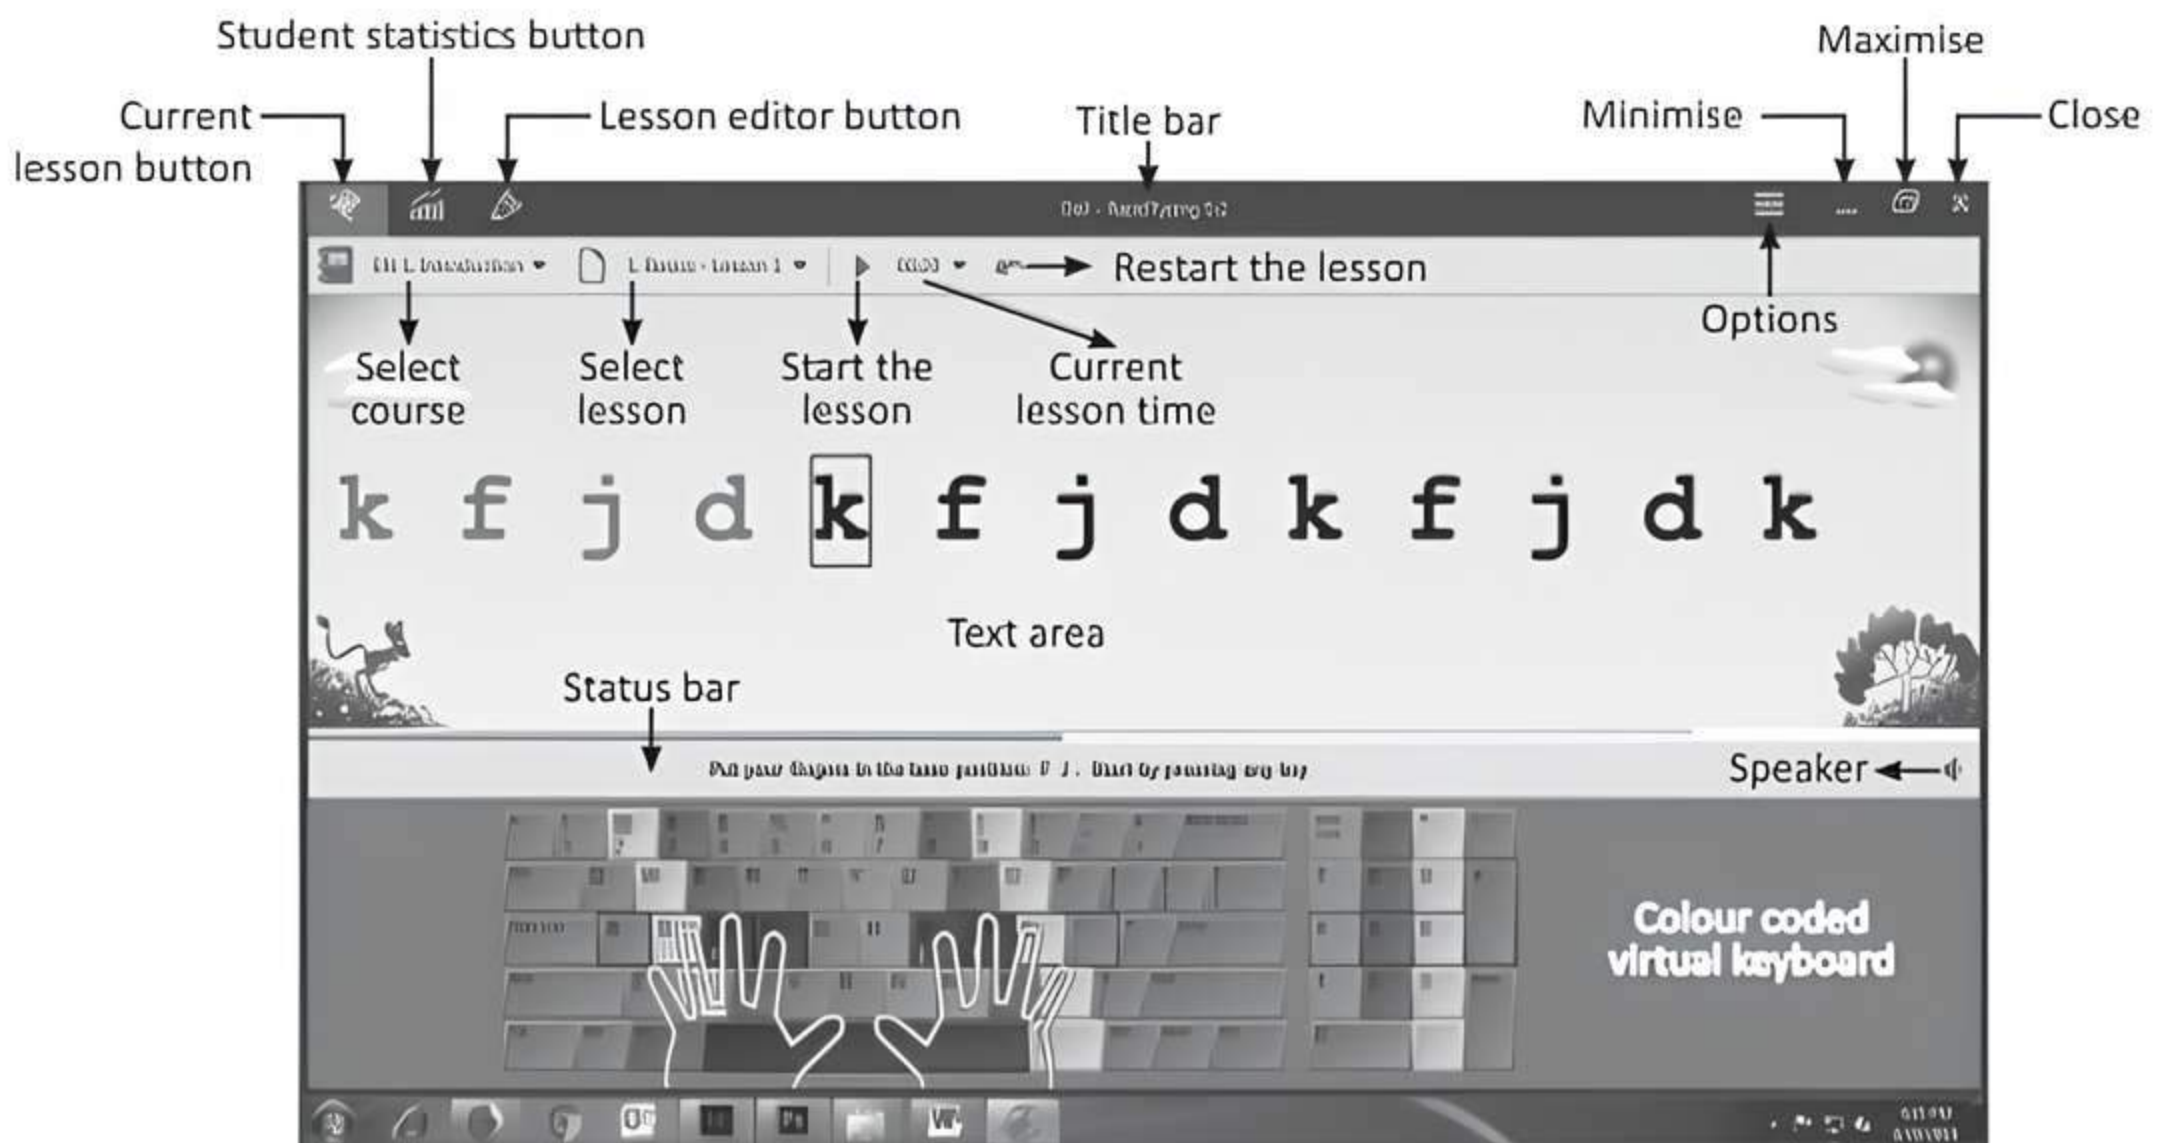 Student statistics button
Maximise
Current
lesson button
Lesson editor button
Title bar
Minimise
Close
Restart the lesson
Options
Select
course
Select
lesson
Start the
lesson
Current
lesson time
k f j d k f j d k f j d k
Text area
Status bar
Speaker
Colour coded
virtual keyboard